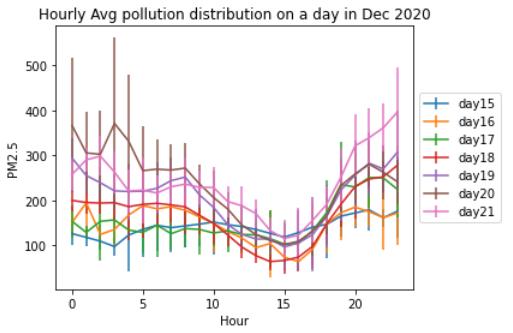 Hourly Avg pollution distribution on a day in Dec 2020
500
400
300
200
100
PM2.5
0
5
10
15
20
Hour
day15
day16
day17
day18
day19
day20
day21